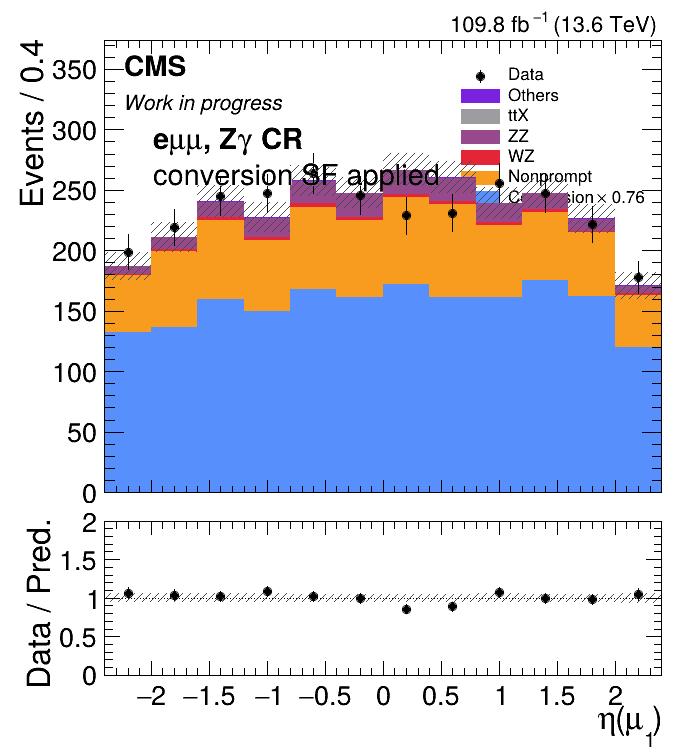 109.8 fb⁻¹ (13.6 TeV)
Events / 0.4
350
300
250
200
150
100
50
0
CMS
Work in progress
eμμ, Zγ CR
conversion SF applied
Data
Others
ttX
ZZ
WZ
Nonprompt
× 0.76
Data / Pred.
2
1.5
1
0.5
0
−2 −1.5 −1 −0.5 0 0.5 1 1.5 2
η(μ₁)